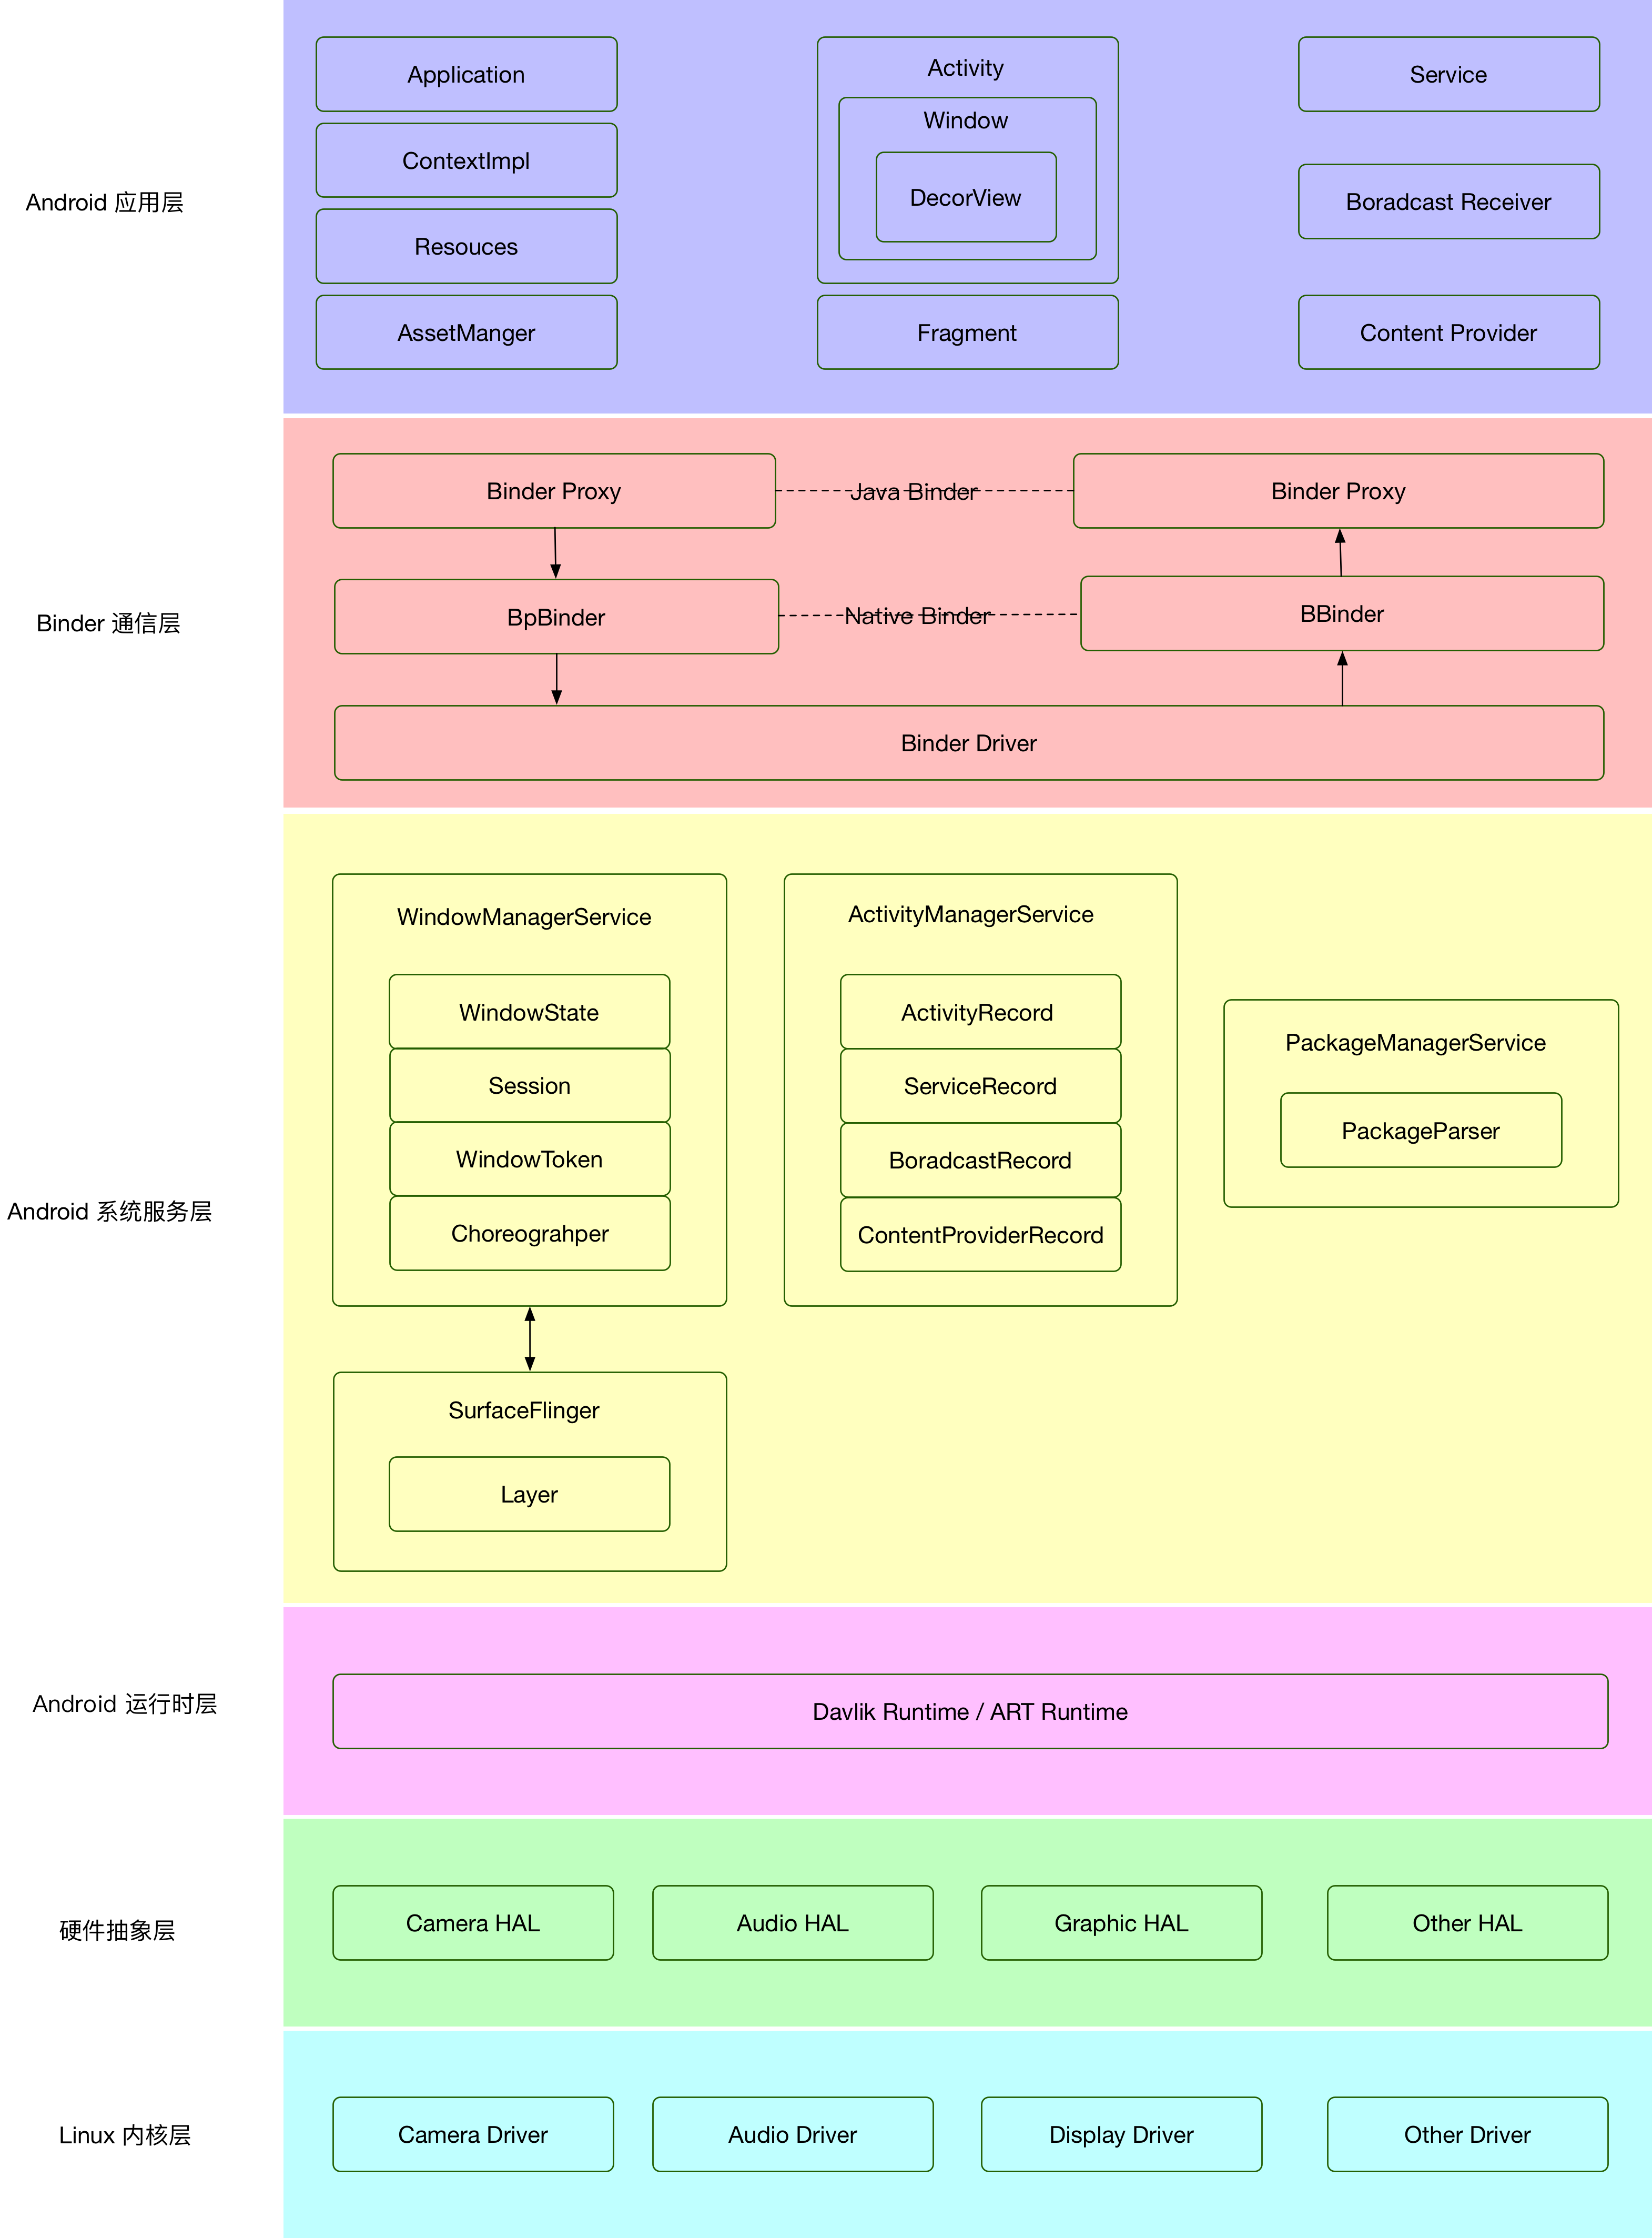 Android 应用层
Application
ContextImpl
Resouces
AssetManger
Activity
Window
DecorView
Fragment
Service
Boradcast Receiver
Content Provider
Binder 通信层
Binder Proxy
Java Binder
Binder Proxy
BpBinder
Native Binder
BBinder
Binder Driver
Android 系统服务层
WindowManagerService
WindowState
Session
WindowToken
Choreograhper
SurfaceFlinger
Layer
ActivityManagerService
ActivityRecord
ServiceRecord
BoradcastRecord
ContentProviderRecord
PackageManagerService
PackageParser
Android 运行时层
Davlik Runtime / ART Runtime
硬件抽象层
Camera HAL
Audio HAL
Graphic HAL
Other HAL
Linux 内核层
Camera Driver
Audio Driver
Display Driver
Other Driver